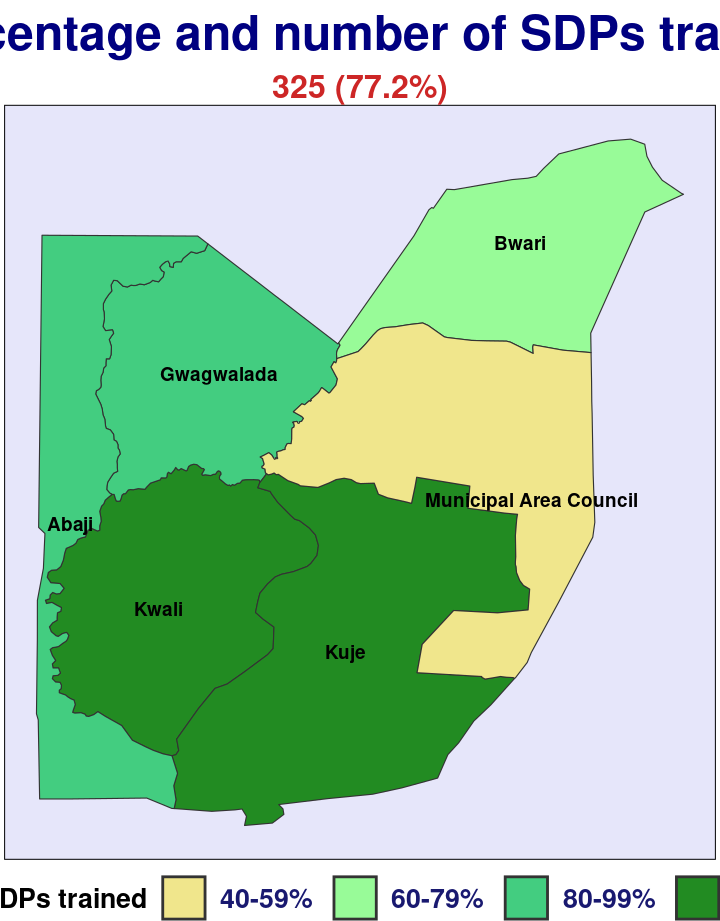 centage and number of SDPs tra
325 (77.2%)
Bwari
Gwagwalada
Municipal Area Council
Abaji
Kwali
Kuje
DPs trained 40-59% 60-79% 80-99%